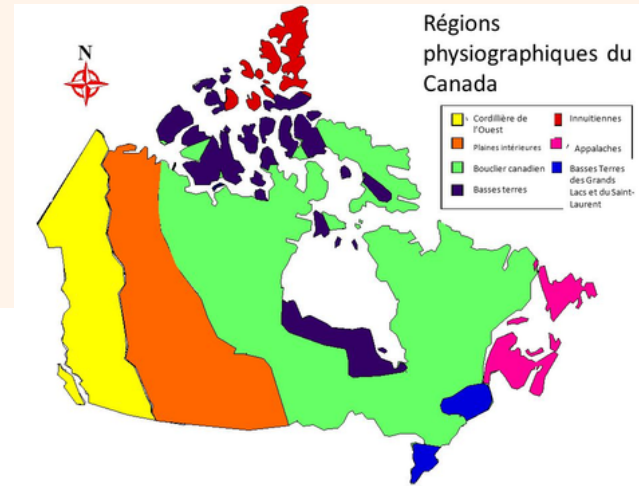 Régions
physiographiques du
Canada
N
Cordillière de
l'Ouest
Plaines intérieures
Bouclier canadien
Basses terres
Innuitiennes
Appalaches
Basses Terres
des Grands
Lacs et du Saint-
Laurent